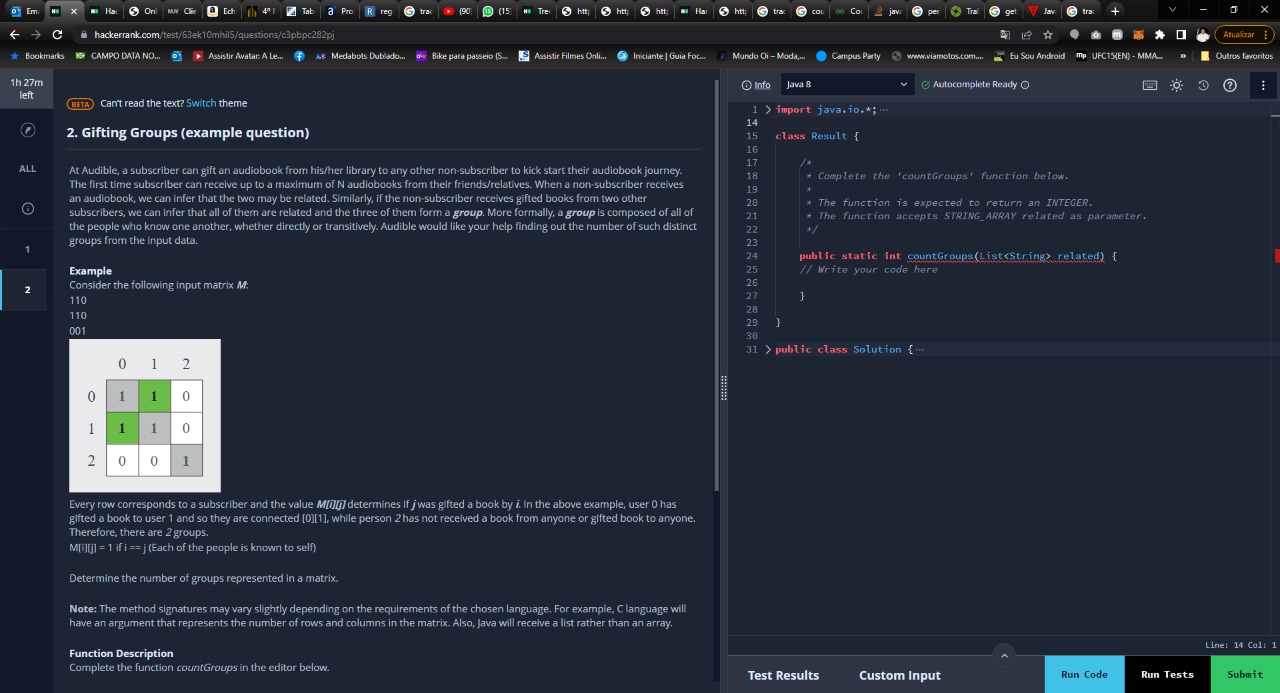 Em
Ha
Onl
Clic
Ech
4º
Tab
Pro
reg
trac
(90
(15
Tre
htt
htt
htt
Ha
htt
trac
cou
Co
java
pe
Tral
get
Jav
trac
hackerrank.com/test/63ek10mhil5/questions/c3pbpc282pj
Atualizar
Bookmarks
CAMPO DATA NO...
Assistir Avatar: A Le...
Medabots Dublado...
Bike para passeio (S...
Assistir Filmes Onli...
Iniciante | Guia Foc...
Mundo Oi – Moda,...
Campus Party
www.viamotos.com....
Eu Sou Android
UFC15(EN) - MMA...
»
Outros favoritos
1h 27m
left
ALL
1
2
BETA Can't read the text? Switch theme
2. Gifting Groups (example question)
At Audible, a subscriber can gift an audiobook from his/her library to any other non-subscriber to kick start their audiobook journey.
The first time subscriber can receive up to a maximum of N audiobooks from their friends/relatives. When a non-subscriber receives
an audiobook, we can infer that the two may be related. Similarly, if the non-subscriber receives gifted books from two other
subscribers, we can infer that all of them are related and the three of them form a group. More formally, a group is composed of all of
the people who know one another, whether directly or transitively. Audible would like your help finding out the number of such distinct
groups from the input data.
Example
Consider the following input matrix M:
110
110
001
0 1 2
0 1 1 0
1 1 1 0
2 0 0 1
Every row corresponds to a subscriber and the value M[i][j] determines if j was gifted a book by i. In the above example, user 0 has
gifted a book to user 1 and so they are connected [0][1], while person 2 has not received a book from anyone or gifted book to anyone.
Therefore, there are 2 groups.
M[i][j] = 1 if i == j (Each of the people is known to self)
Determine the number of groups represented in a matrix.
Note: The method signatures may vary slightly depending on the requirements of the chosen language. For example, C language will
have an argument that represents the number of rows and columns in the matrix. Also, Java will receive a list rather than an array.
Function Description
Complete the function countGroups in the editor below.
Info
Java 8
Autocomplete Ready
1 > import java.io.*; ...
14
15 class Result {
16
17 /*
18 * Complete the 'countGroups' function below.
19 *
20 * The function is expected to return an INTEGER.
21 * The function accepts STRING_ARRAY related as parameter.
22 */
23
24 public static int countGroups(List<String> related) {
25 // Write your code here
26
27 }
28
29 }
30
31 > public class Solution { ...
Line: 14 Col: 1
Test Results
Custom Input
Run Code
Run Tests
Submit